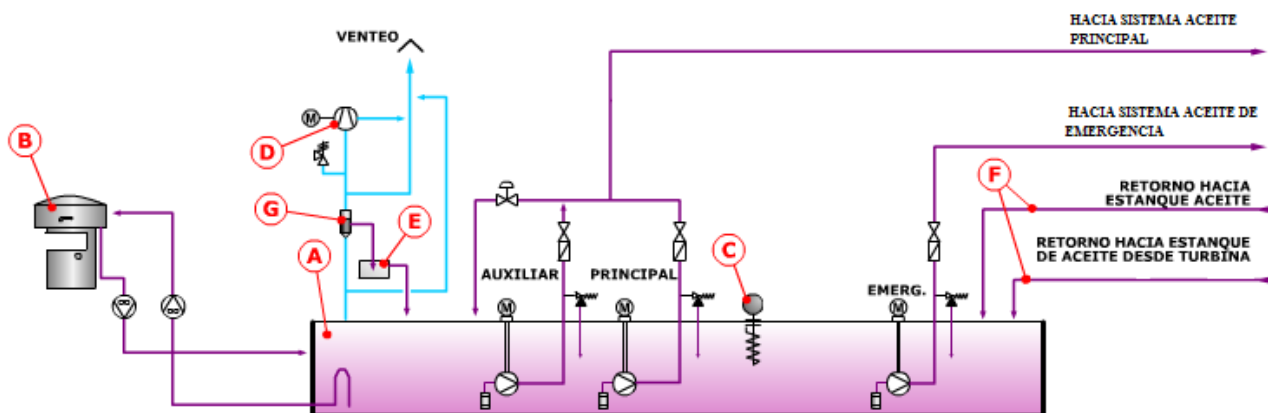 HACIA SISTEMA ACEITE
PRINCIPAL
VENTEO
HACIA SISTEMA ACEITE DE
EMERGENCIA
M
D
B
F
RETORNO HACIA
ESTANQUE ACEITE
G
E
RETORNO HACIA ESTANQUE
DE ACEITE DESDE TURBINA
A
AUXILIAR
PRINCIPAL
C
EMERG.
M
M
M